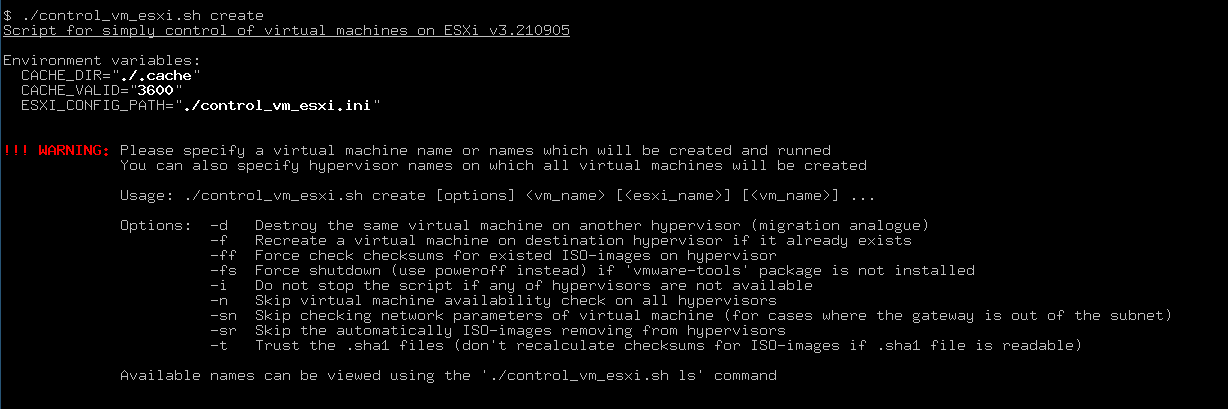 $ ./control_vm_esxi.sh create
Script for simply control of virtual machines on ESXi v3.210905
Environment variables:
CACHE_DIR="./.cache"
CACHE_VALID="3600"
ESXI_CONFIG_PATH="./control_vm_esxi.ini"
!!! WARNING: Please specify a virtual machine name or names which will be created and runned
You can also specify hypervisor names on which all virtual machines will be created
Usage: ./control_vm_esxi.sh create [options] <vm_name> [<esxi_name>] [<vm_name>] ...
Options: -d Destroy the same virtual machine on another hypervisor (migration analogue)
-f Recreate a virtual machine on destination hypervisor if it already exists
-ff Force check checksums for existed ISO-images on hypervisor
-fs Force shutdown (use poweroff instead) if 'vmware-tools' package is not installed
-i Do not stop the script if any of hypervisors are not available
-n Skip virtual machine availability check on all hypervisors
-sn Skip checking network parameters of virtual machine (for cases where the gateway is out of the subnet)
-sr Skip the automatically ISO-images removing from hypervisors
-t Trust the .sha1 files (don't recalculate checksums for ISO-images if .sha1 file is readable)
Available names can be viewed using the './control_vm_esxi.sh ls' command